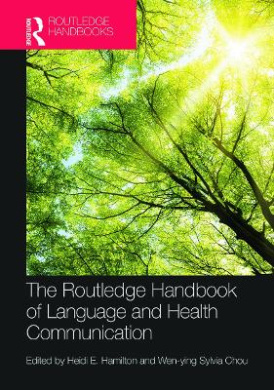 ROUTLEDGE
HANDBOOKS
ROUTLEDGE
The Routledge Handbook
of Language and Health
Communication
Edited by Heidi E. Hamilton and Wen-ying Sylvia Chou